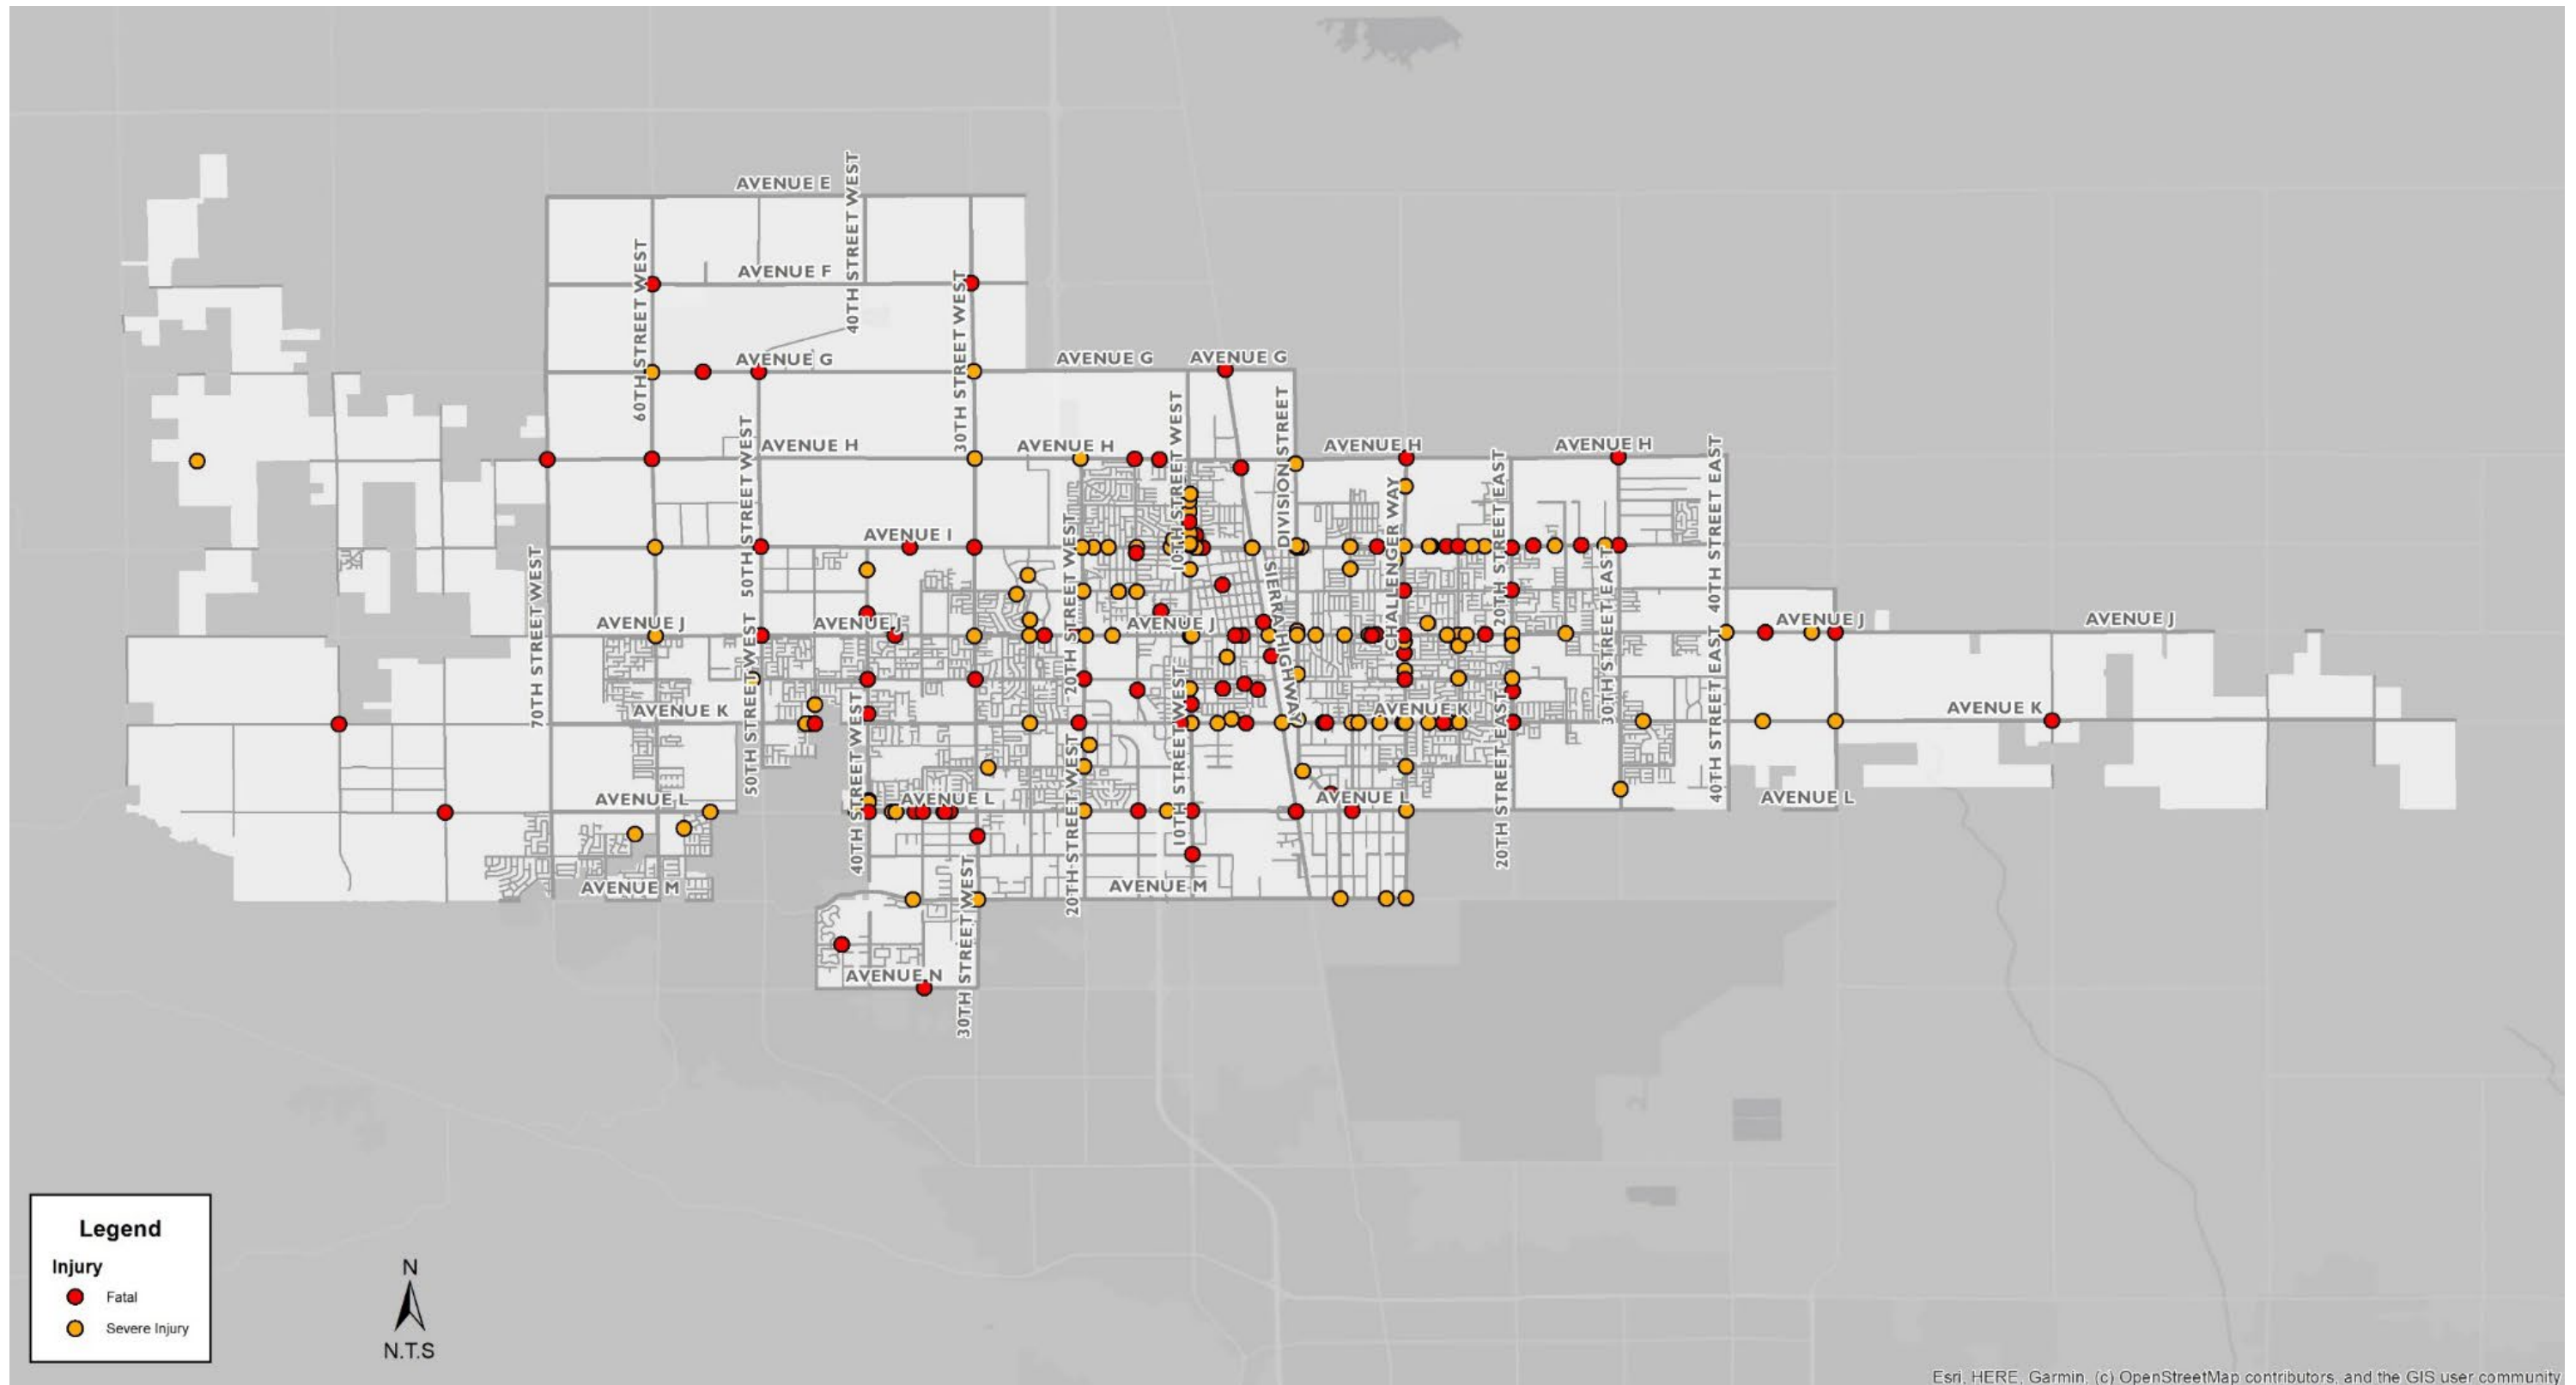 AVENUE E
40TH STREET WEST
60TH STREET WEST
AVENUE F
30TH STREET WEST
AVENUE G
AVENUE G
AVENUE G
50TH STREET WEST
AVENUE H
AVENUE H
10TH STREET WEST
DIVISION STREET
AVENUE H
AVENUE H
20TH STREET EAST
40TH STREET EAST
CHALLENGER WAY
AVENUE I
20TH STREET WEST
70TH STREET WEST
30TH STREET EAST
SIERRA HIGHWAY
AVENUE J
AVENUE J
AVENUE J
AVENUE J
AVENUE J
50TH STREET WEST
40TH STREET EAST
AVENUE K
40TH STREET WEST
10TH STREET WEST
AVENUE K
20TH STREET EAST
AVENUE K
20TH STREET WEST
AVENUE L
AVENUE L
AVENUE L
AVENUE L
AVENUE M
30TH STREET WEST
AVENUE M
AVENUE N
Legend
Injury
Fatal
Severe Injury
N
N.T.S
Esri, HERE, Garmin, (c) OpenStreetMap contributors, and the GIS user community